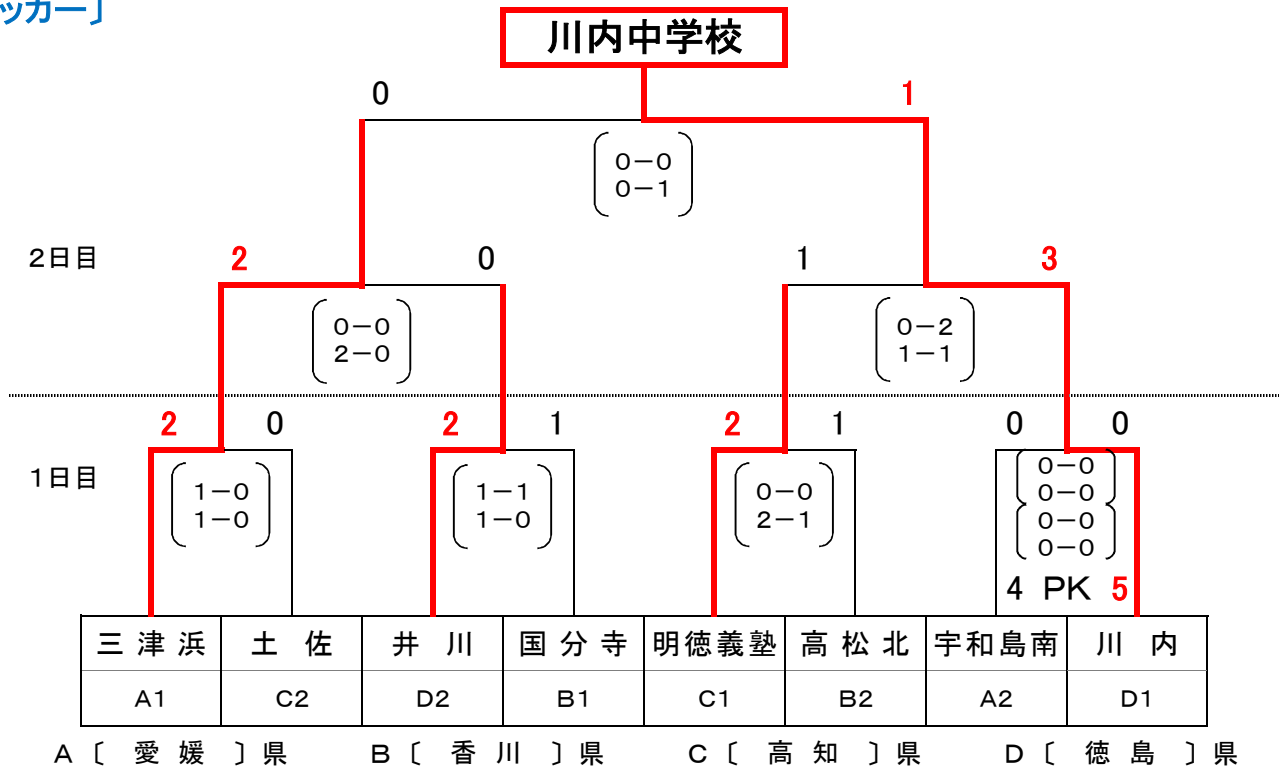 ッカー〕
川内中学校
0 1
0－0
0－1
2日目 2 0 1 3
0－0 0－2
2－0 1－1
2 0 2 1 2 1 0 0
1日目
1－0 1－1 0－0 0－0
1－0 1－0 2－1 0－0
0－0
0－0
4 PK 5
三津浜 土佐 井川 国分寺 明徳義塾 高松北 宇和島南 川内
A1 C2 D2 B1 C1 B2 A2 D1
A〔 愛媛 〕県 B〔 香川 〕県 C〔 高知 〕県 D〔 徳島 〕県